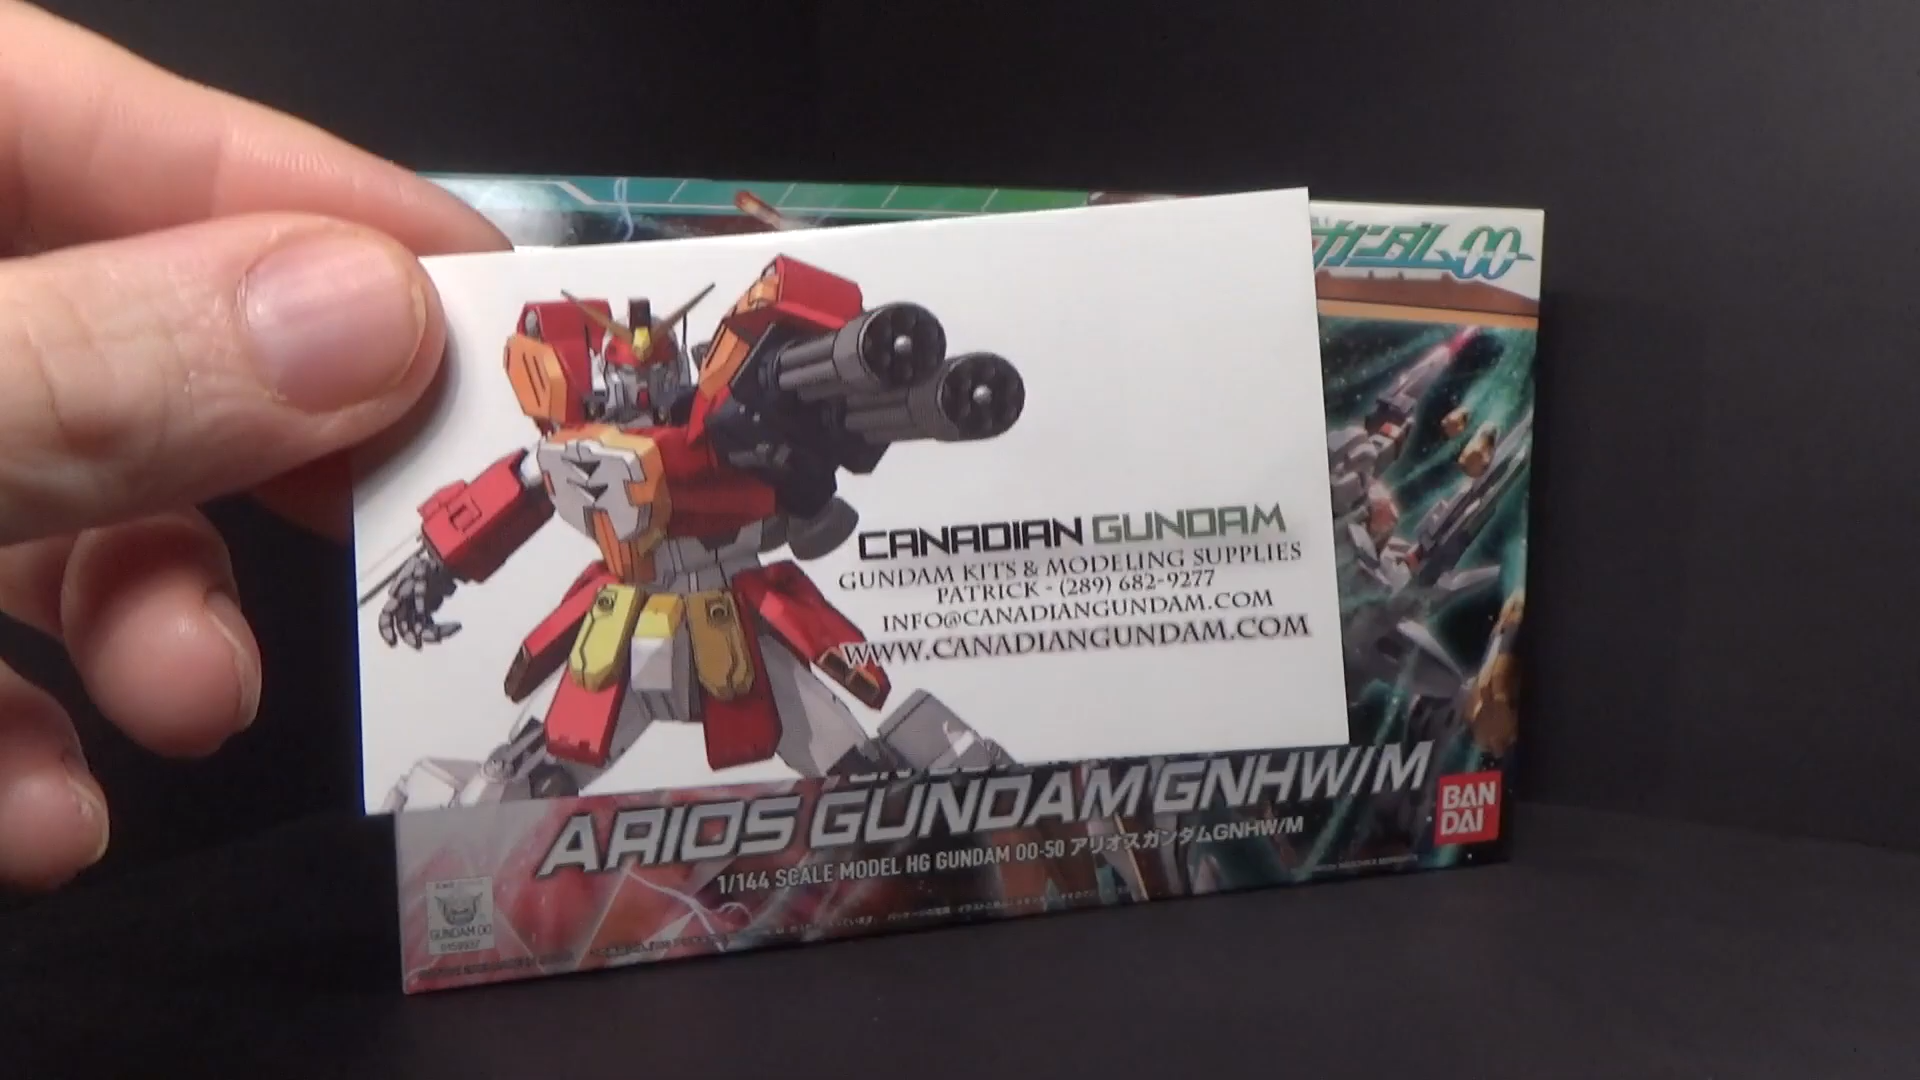 ガンダム00
CANADIAN GUNDAM
GUNDAM KITS & MODELING SUPPLIES
PATRICK - (289) 682-9277
INFO@CANADIANGUNDAM.COM
WWW.CANADIANGUNDAM.COM
ARIOS GUNDAM GNHW/M
1/144 SCALE MODEL HG GUNDAM 00-50 アリオスガンダムGNHW/M
BAN
DAI
GUNDAM 00